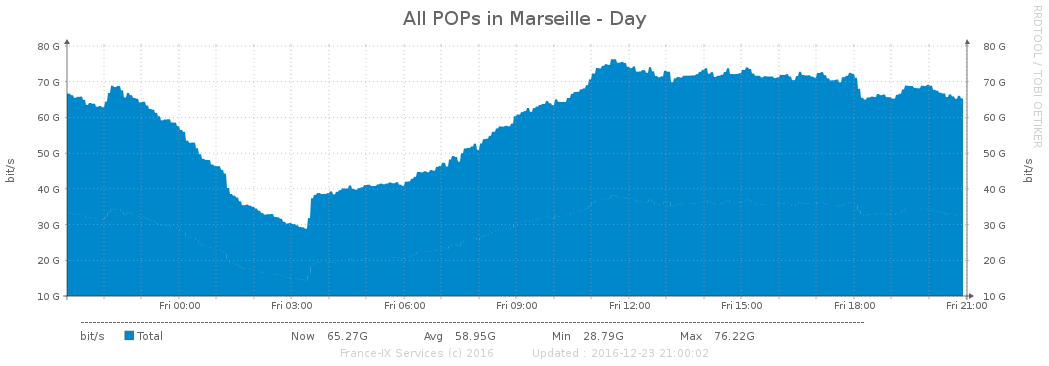 All POPs in Marseille - Day
RRDTOOL / TOBI OETIKER
80 G 80 G
70 G 70 G
60 G 60 G
50 G 50 G
bit/s bit/s
40 G 40 G
30 G 30 G
20 G 20 G
10 G 10 G
Fri 00:00 Fri 03:00 Fri 06:00 Fri 09:00 Fri 12:00 Fri 15:00 Fri 18:00 Fri 21:00
bit/s Total Now 65.27G Avg 58.95G Min 28.79G Max 76.22G
France-IX Services (c) 2016 Updated : 2016-12-23 21:00:02